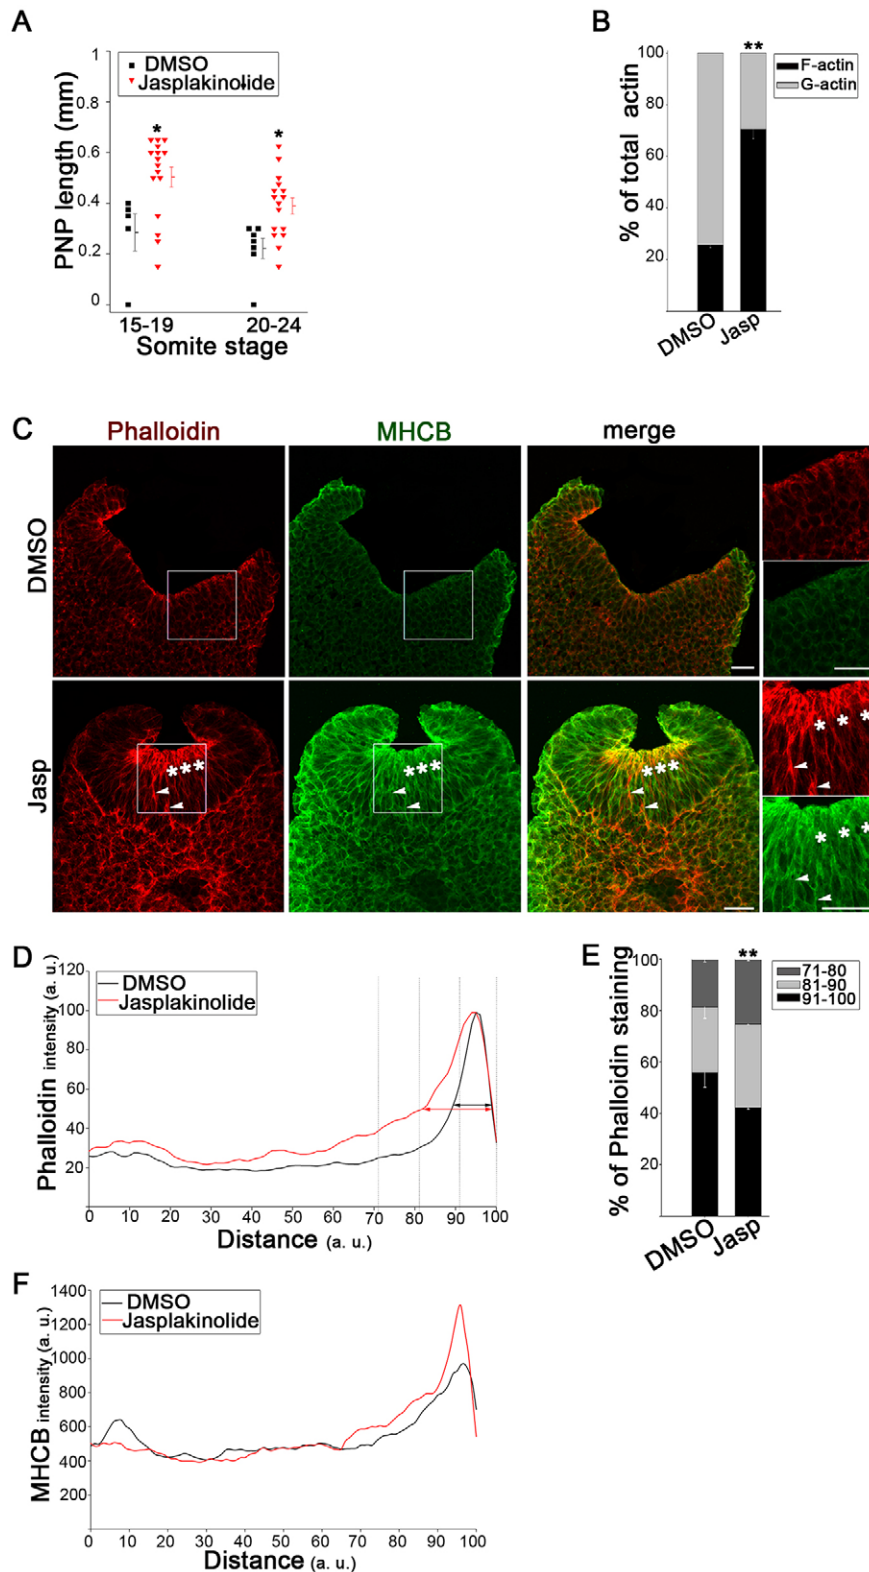 A
DMSO
Jasplakinolide
PNP length (mm)
1
0.8
0.6
0.4
0.2
0
*
*
15-19
20-24
Somite stage
B
**
F-actin
G-actin
% of total actin
100
80
60
40
20
DMSO
Jasp
C
Phalloidin
MHCB
merge
DMSO
Jasp
***
***
***
* * *
* * *
D
DMSO
Jasplakinolide
Phalloidin intensity (a. u.)
120
100
80
60
40
20
0 10 20 30 40 50 60 70 80 90 100
Distance (a. u.)
E
**
71-80
81-90
91-100
% of Phalloidin staining
100
80
60
40
20
DMSO
Jasp
F
DMSO
Jasplakinolide
MHCB intensity (a. u.)
1400
1200
1000
800
600
400
200
0 10 20 30 40 50 60 70 80 90 100
Distance (a. u.)